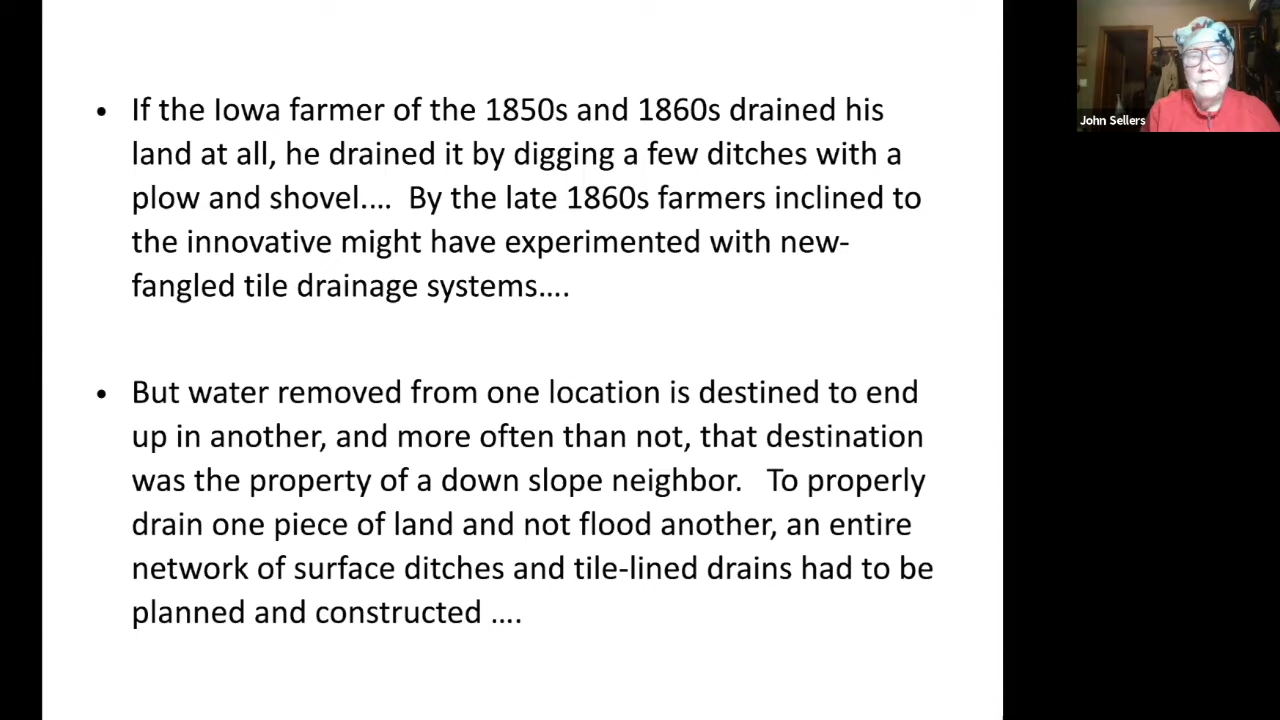 • If the Iowa farmer of the 1850s and 1860s drained his
land at all, he drained it by digging a few ditches with a
plow and shovel.... By the late 1860s farmers inclined to
the innovative might have experimented with new-
fangled tile drainage systems....
• But water removed from one location is destined to end
up in another, and more often than not, that destination
was the property of a down slope neighbor. To properly
drain one piece of land and not flood another, an entire
network of surface ditches and tile-lined drains had to be
planned and constructed ....
John Sellers